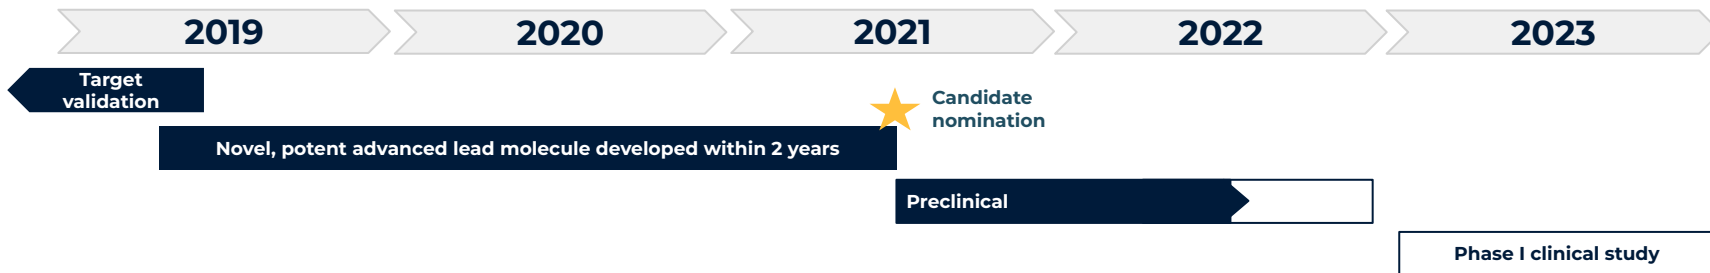 2019
2020
2021
2022
2023
Target
validation
Candidate
nomination
Novel, potent advanced lead molecule developed within 2 years
Preclinical
Phase I clinical study